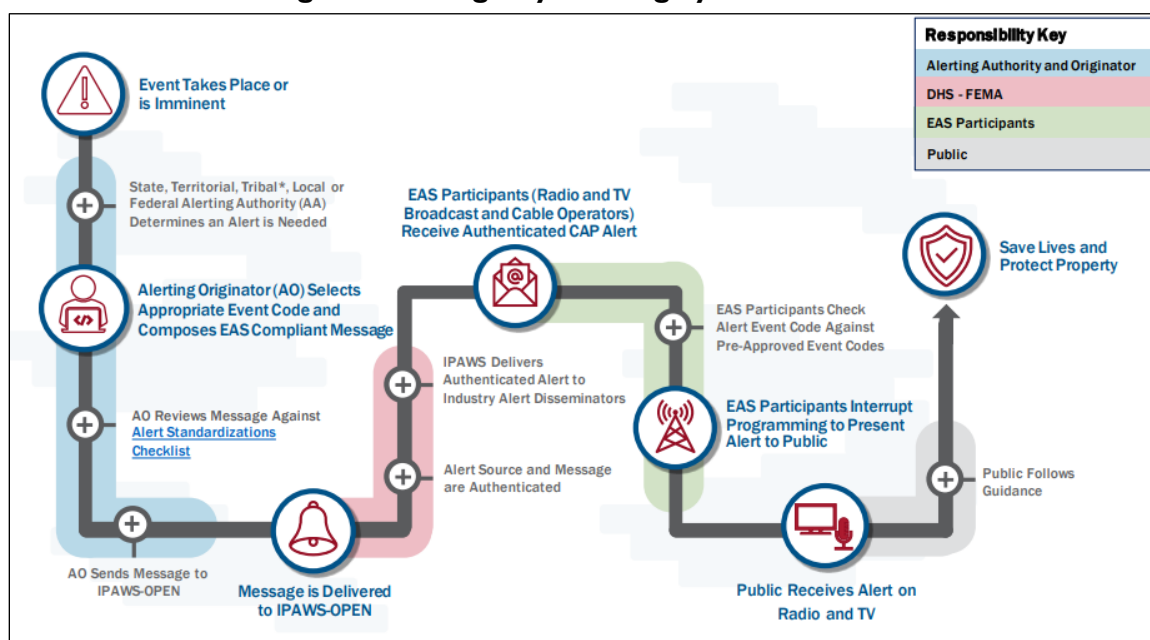 Responsibility Key
Alerting Authority and Originator
DHS - FEMA
EAS Participants
Public
Event Takes Place or
is Imminent
State, Territorial, Tribal*, Local or
Federal Alerting Authority (AA)
Determines an Alert is Needed
Alerting Originator (AO) Selects
Appropriate Event Code and
Composes EAS Compliant Message
AO Reviews Message Against
Alert Standardizations
Checklist
AO Sends Message to
IPAWS-OPEN
Message is Delivered
to IPAWS-OPEN
Alert Source and Message
are Authenticated
IPAWS Delivers
Authenticated Alert to
Industry Alert Disseminators
EAS Participants (Radio and TV
Broadcast and Cable Operators)
Receive Authenticated CAP Alert
EAS Participants Check
Alert Event Code Against
Pre-Approved Event Codes
EAS Participants Interrupt
Programming to Present
Alert to Public
Public Receives Alert on
Radio and TV
Public Follows
Guidance
Save Lives and
Protect Property